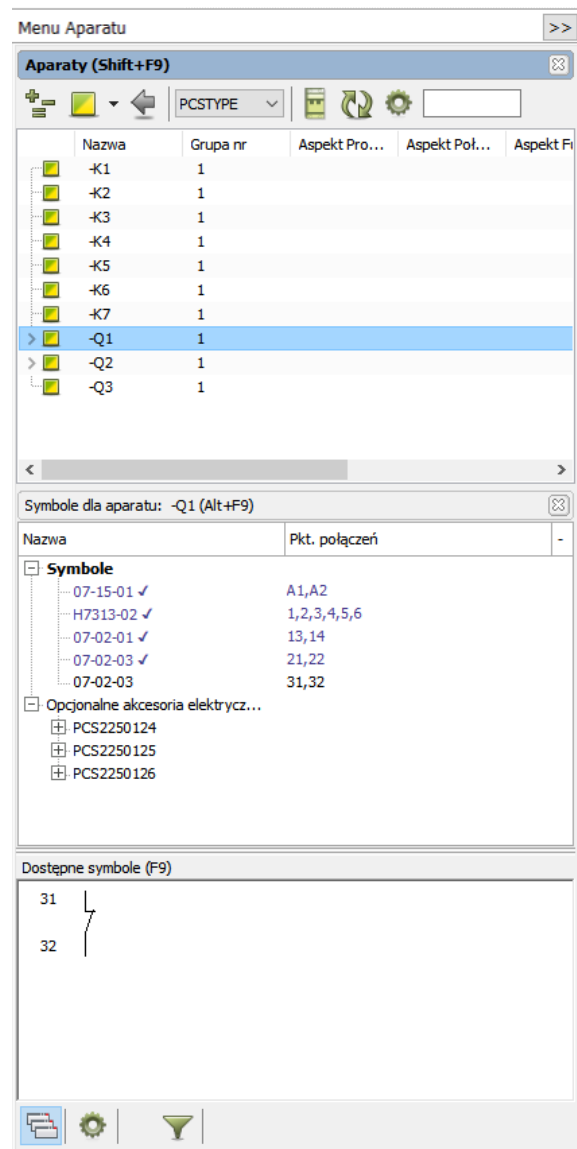 Menu Aparatu >>
Aparaty (Shift+F9)
PCSTYPE
Nazwa Grupa nr Aspekt Pro... Aspekt Poł... Aspekt Fu
-K1 1
-K2 1
-K3 1
-K4 1
-K5 1
-K6 1
-K7 1
-Q1 1
-Q2 1
-Q3 1
Symbole dla aparatu: -Q1 (Alt+F9)
Nazwa Pkt. połączeń -
Symbole
07-15-01 ✓ A1,A2
H7313-02 ✓ 1,2,3,4,5,6
07-02-01 ✓ 13,14
07-02-03 ✓ 21,22
07-02-03 31,32
Opcjonalne akcesoria elektrycz...
PCS2250124
PCS2250125
PCS2250126
Dostępne symbole (F9)
31
32